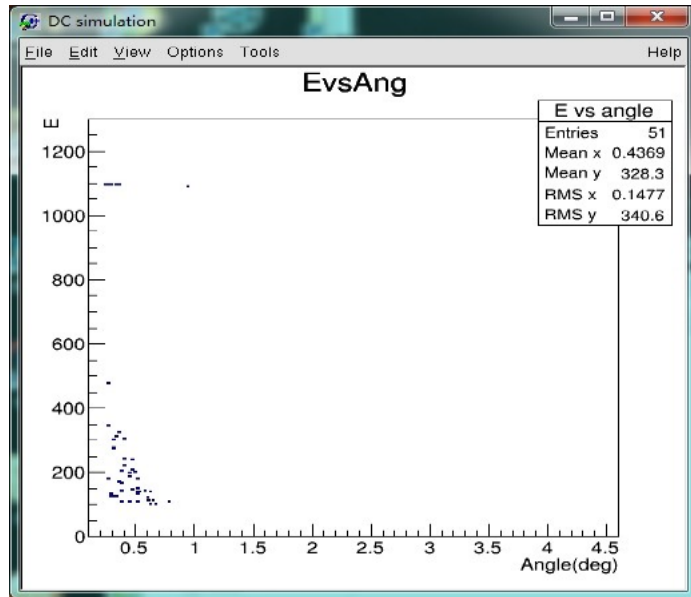 DC simulation
File Edit View Options Tools Help
EvsAng
E vs angle
Entries 51
Mean x 0.4369
Mean y 328.3
RMS x 0.1477
RMS y 340.6
E
1200
1000
800
600
400
200
0
0.5 1 1.5 2 2.5 3 3.5 4 4.5
Angle(deg)